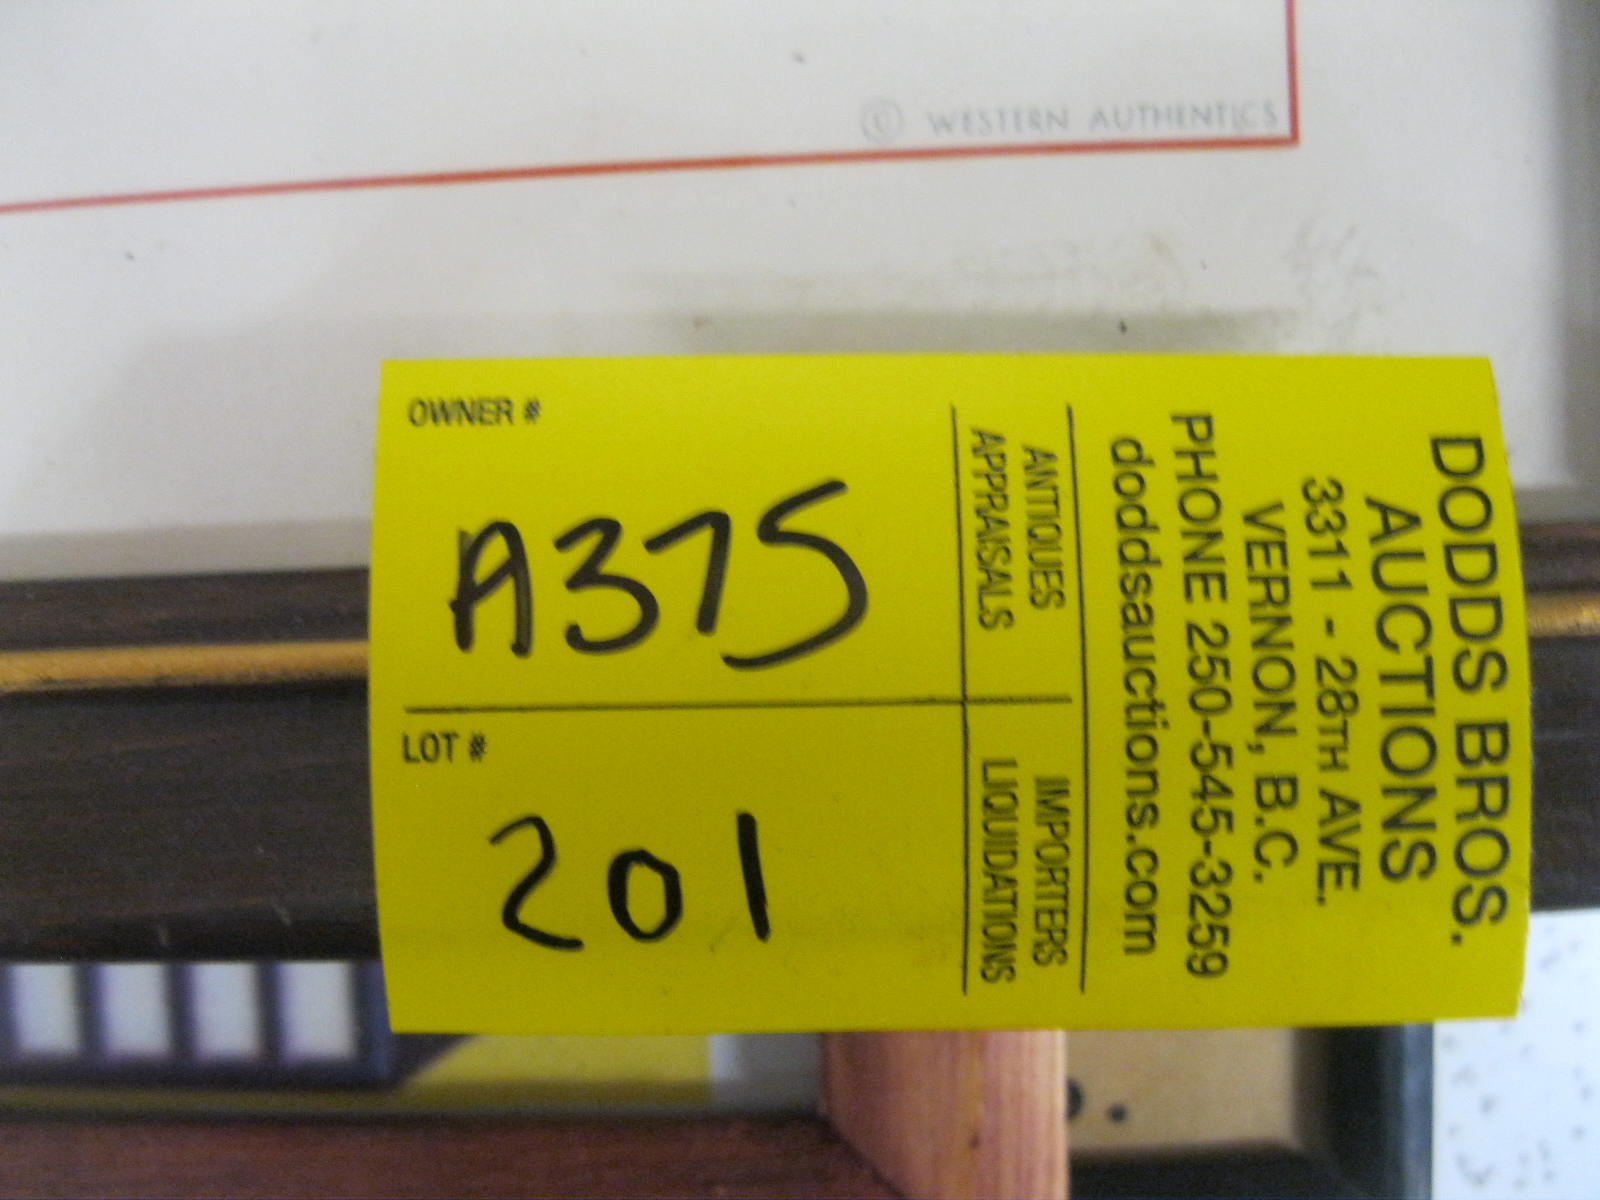 © WESTERN AUTHENTICS
OWNER #
A375
LOT #
201
ANTIQUES
APPRAISALS
IMPORTERS
LIQUIDATIONS
DODDS BROS.
AUCTIONS
3311 - 28TH AVE.
VERNON, B.C.
PHONE 250-545-3259
doddsauctions.com